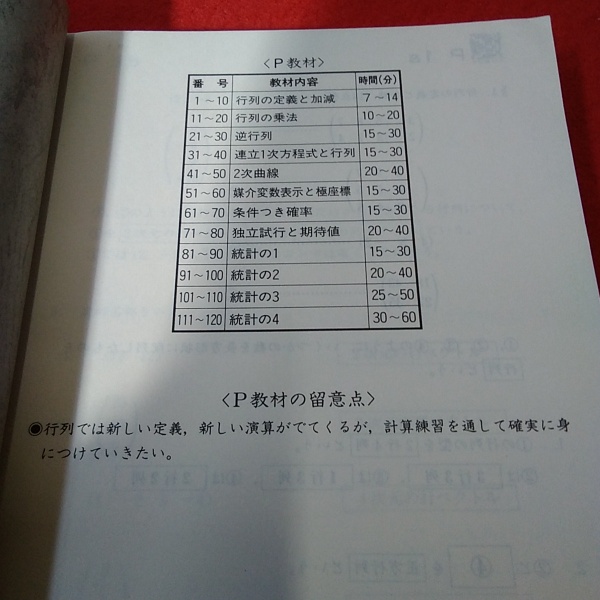 〈P教材〉
番 号 教材内容 時間(分)
1～10 行列の定義と加減 7～14
11～20 行列の乗法 10～20
21～30 逆行列 15～30
31～40 連立1次方程式と行列 15～30
41～50 2次曲線 20～40
51～60 媒介変数表示と極座標 15～30
61～70 条件つき確率 15～30
71～80 独立試行と期待値 20～40
81～90 統計の1 15～30
91～100 統計の2 20～40
101～110 統計の3 25～50
111～120 統計の4 30～60
〈P教材の留意点〉
◉行列では新しい定義，新しい演算がでてくるが，計算練習を通して確実に身
につけていきたい。